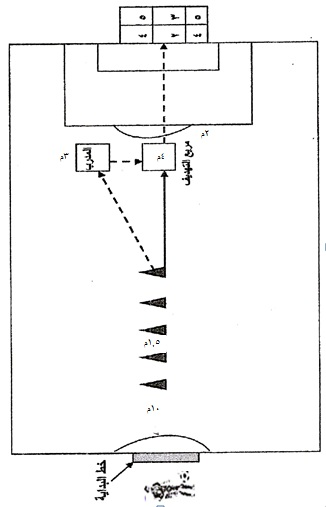 ٥ ٣ ٥
٤ ٢ ٤
٢م
المدرب
٣م
٤م
مربع التهديف
١,٥م
١٠م
خط البداية